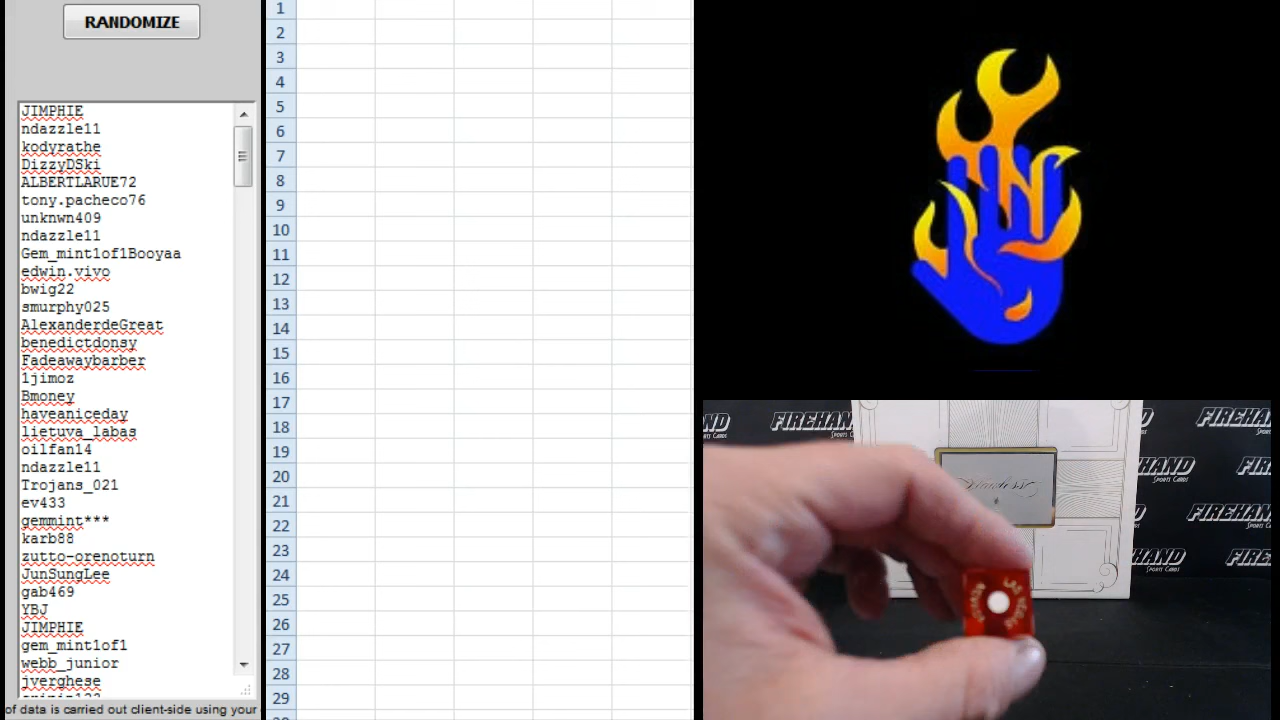 RANDOMIZE
JIMPHIE
ndazzle11
kodyrathe
DizzyDSki
ALBERTLARUE72
tony.pacheco76
unknwn409
ndazzle11
Gem_mint1of1Booyaa
edwin.vivo
bwig22
smurphy025
AlexanderdeGreat
benedictdonsy
Fadeawaybarber
1jimoz
Bmoney
haveaniceday
lietuva_labas
oilfan14
ndazzle11
Trojans_021
ev433
gemmint***
karb88
zutto-orenoturn
JunSungLee
gab469
YBJ
JIMPHIE
gem_mint1of1
webb_junior
jverghese
of data is carried out client-side using your
1
2
3
4
5
6
7
8
9
10
11
12
13
14
15
16
17
18
19
20
21
22
23
24
25
26
27
28
29
FIREHAND
SPORTS CARDS
FIREHAND
SPORTS CARDS